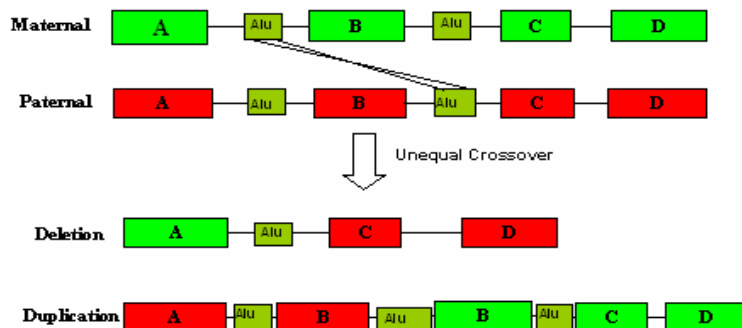 Maternal A Alu B Alu C D
Paternal A Alu B Alu C D
Unequal Crossover
Deletion A Alu C D
Duplication A Alu B Alu B Alu C D